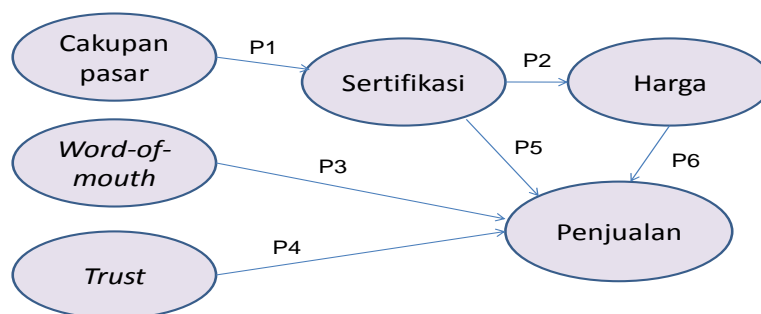 Cakupan
pasar
P1
Sertifikasi
P2
Harga
Word-of-
mouth
P3
P5
P6
Trust
P4
Penjualan